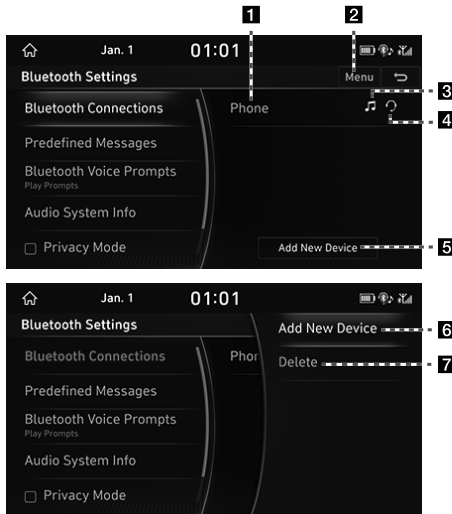 1
2
Jan. 1
01:01
Bluetooth Settings
Menu
Bluetooth Connections
Phone
3
4
Predefined Messages
Bluetooth Voice Prompts
Play Prompts
Audio System Info
Privacy Mode
Add New Device
5
Jan. 1
01:01
Bluetooth Settings
Add New Device
6
Bluetooth Connections
Phor
Delete
7
Predefined Messages
Bluetooth Voice Prompts
Play Prompts
Audio System Info
Privacy Mode